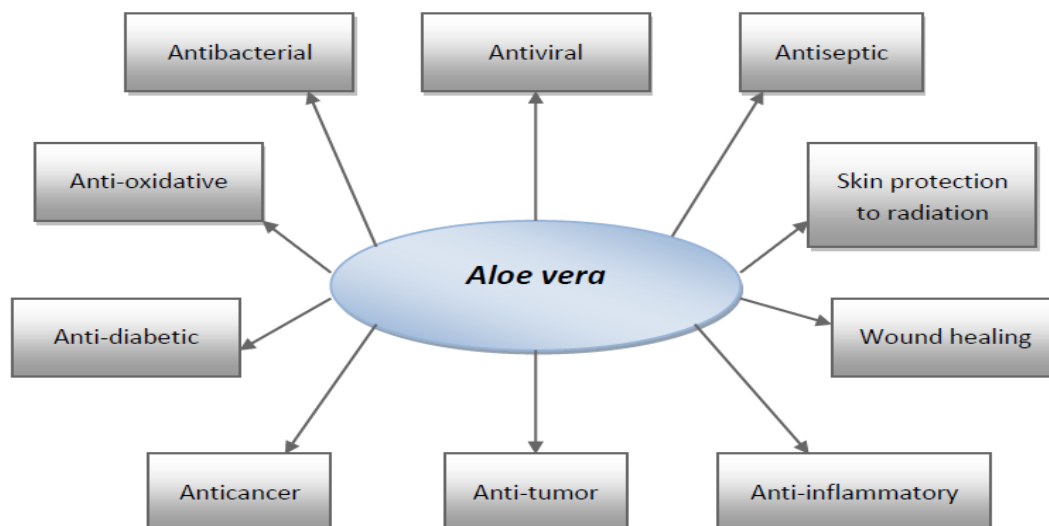 Antibacterial
Antiviral
Antiseptic
Anti-oxidative
Skin protection
to radiation
Aloe vera
Anti-diabetic
Wound healing
Anticancer
Anti-tumor
Anti-inflammatory